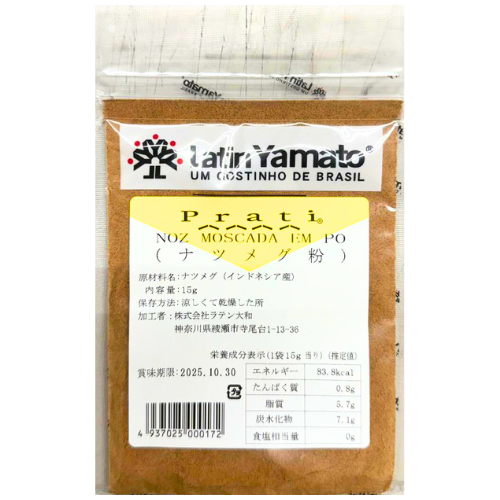 LatinYamato®
UM GOSTINHO DE BRASIL
Prati®
NOZ MOSCADA EM PO
(ナツメグ粉)
原材料名:ナツメグ(インドネシア産)
内容量:15g
保存方法:涼しくて乾燥した所
加工者:株式会社ラテン大和
神奈川県綾瀬市寺尾台1-13-36
栄養成分表示(1袋15g当り)(推定値)
賞味期限:2025.10.30
エネルギー 83.8kcal
たんぱく質 0.8g
脂質 5.7g
炭水化物 7.1g
食塩相当量 0g
4 937025 000172